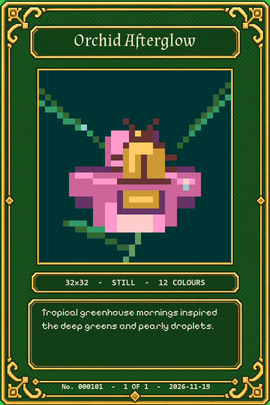 Orchid Afterglow
32x32 - STILL - 12 COLOURS
Tropical greenhouse mornings inspired
the deep greens and pearly droplets.
No. 000101 - 1 OF 1 - 2026-11-19